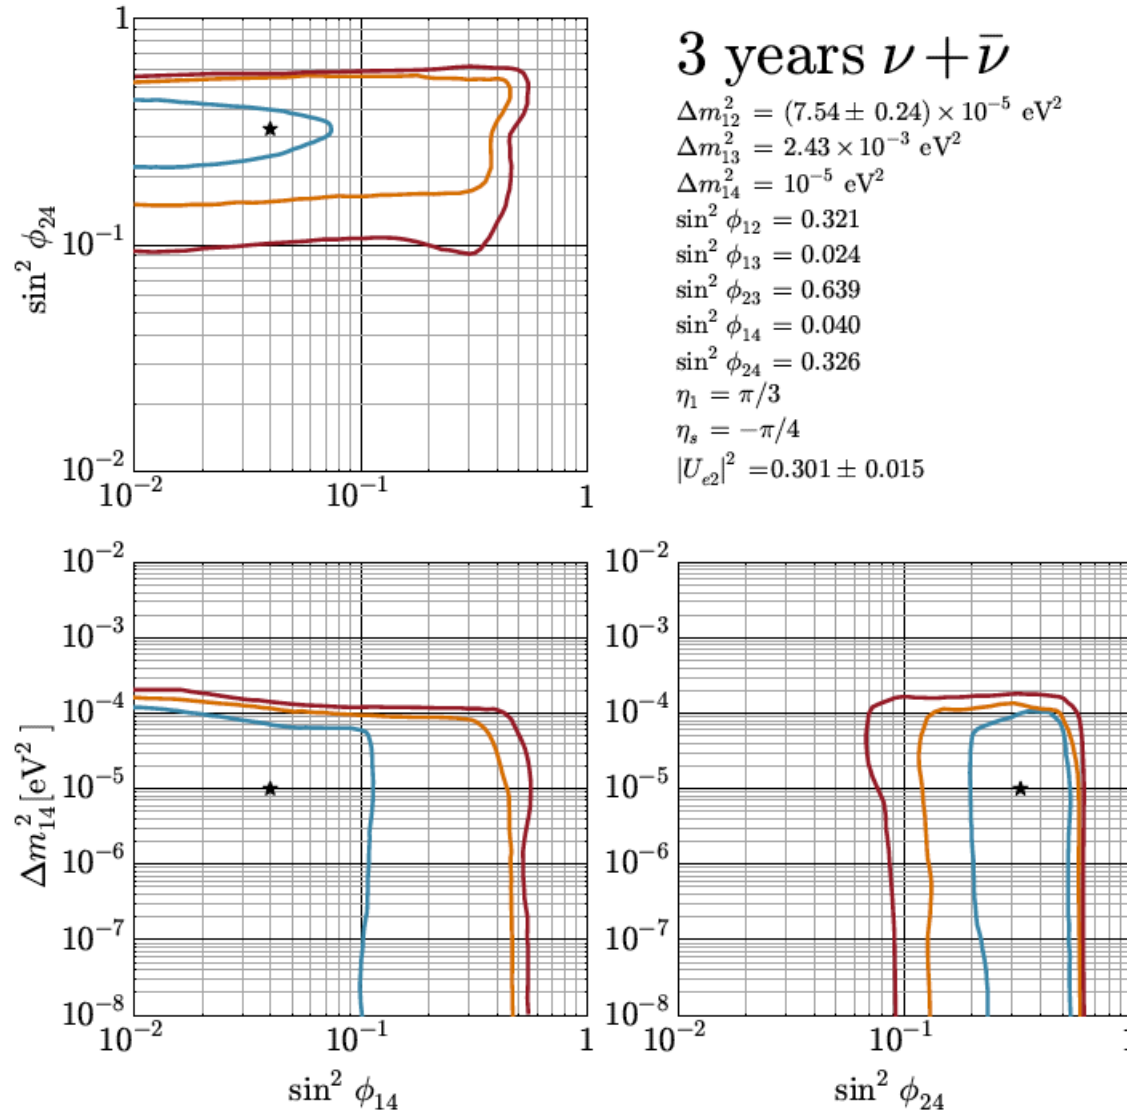 1
10⁻¹
10⁻²
sin² ϕ₂₄
10⁻² 10⁻¹ 1
3 years ν + ν̄
Δm²₁₂ = (7.54 ± 0.24) × 10⁻⁵ eV²
Δm²₁₃ = 2.43 × 10⁻³ eV²
Δm²₁₄ = 10⁻⁵ eV²
sin² ϕ₁₂ = 0.321
sin² ϕ₁₃ = 0.024
sin² ϕ₂₃ = 0.639
sin² ϕ₁₄ = 0.040
sin² ϕ₂₄ = 0.326
η₁ = π/3
ηₛ = −π/4
|Uₑ₂|² =0.301 ± 0.015
10⁻²
10⁻³
10⁻⁴
10⁻⁵
10⁻⁶
10⁻⁷
10⁻⁸
Δm²₁₄[eV² ]
10⁻² 10⁻¹ 1
sin² ϕ₁₄
10⁻²
10⁻³
10⁻⁴
10⁻⁵
10⁻⁶
10⁻⁷
10⁻⁸
10⁻² 10⁻¹ 1
sin² ϕ₂₄